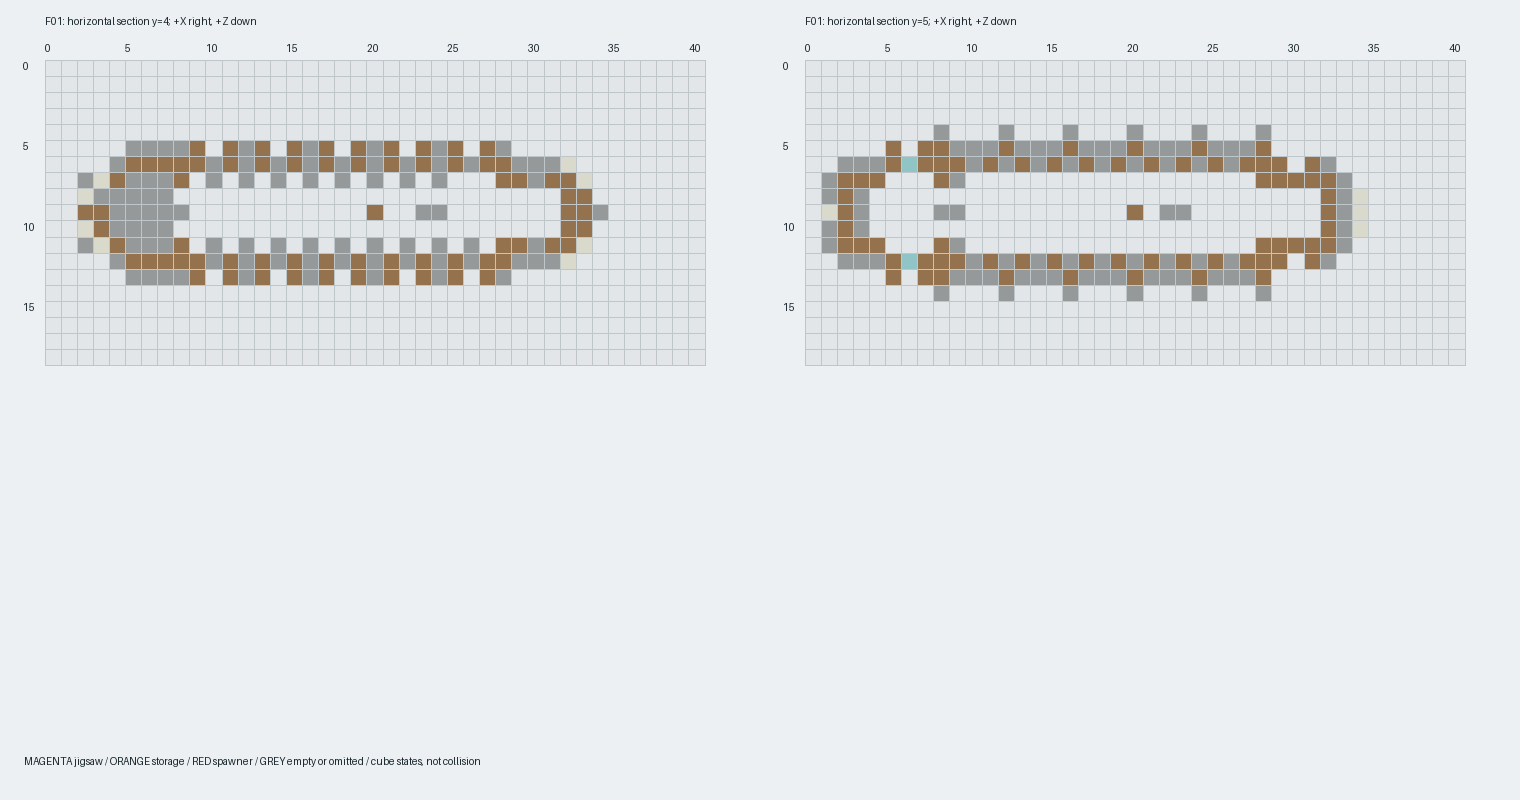 F01: horizontal section y=4; +X right, +Z down
F01: horizontal section y=5; +X right, +Z down
0 5 10 15 20 25 30 35 40
0 5 10 15 20 25 30 35 40
0
0
5
5
10
10
15
15
MAGENTA jigsaw / ORANGE storage / RED spawner / GREY empty or omitted / cube states, not collision